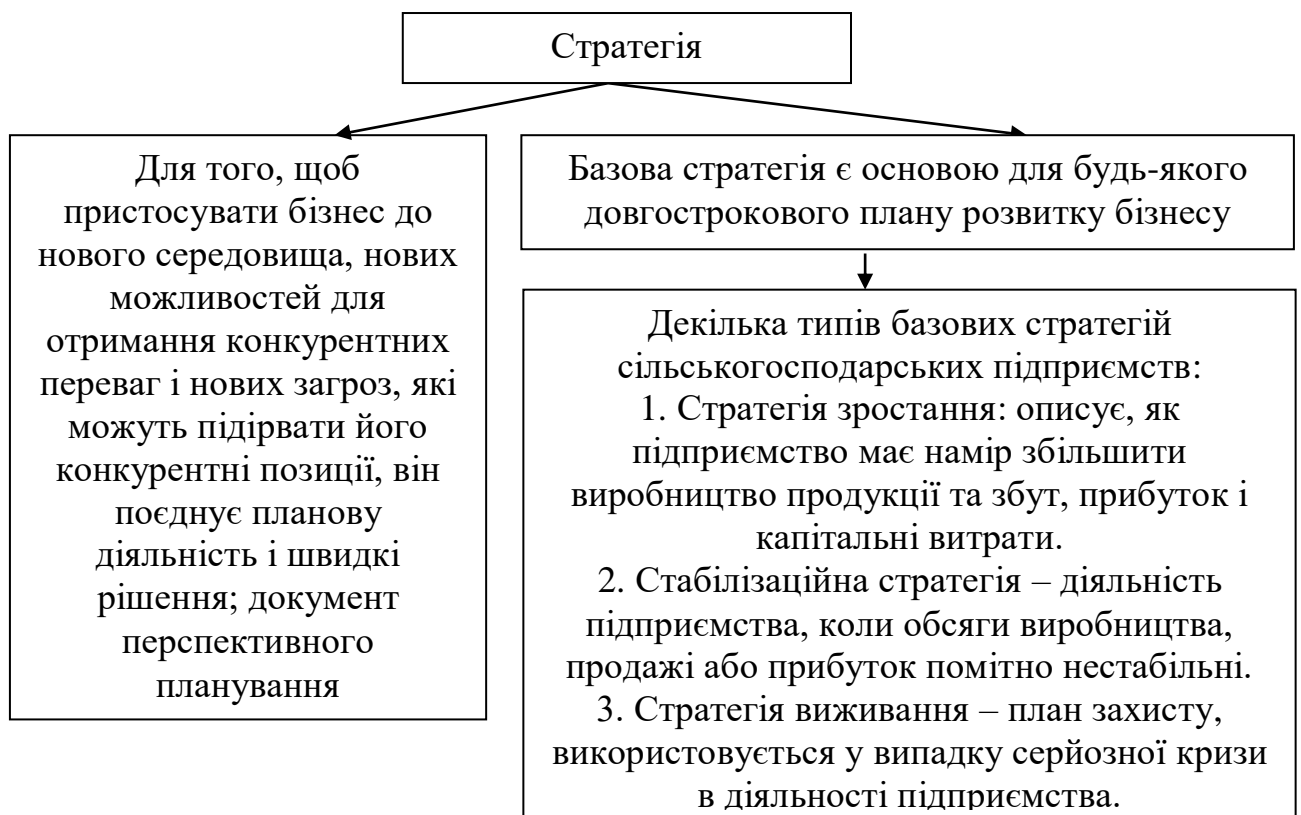 Стратегія
Для того, щоб
пристосувати бізнес до
нового середовища, нових
можливостей для
отримання конкурентних
переваг і нових загроз, які
можуть підірвати його
конкурентні позиції, він
поєднує планову
діяльність і швидкі
рішення; документ
перспективного
планування
Базова стратегія є основою для будь-якого
довгострокового плану розвитку бізнесу
Декілька типів базових стратегій
сільськогосподарських підприємств:
1. Стратегія зростання: описує, як
підприємство має намір збільшити
виробництво продукції та збут, прибуток і
капітальні витрати.
2. Стабілізаційна стратегія – діяльність
підприємства, коли обсяги виробництва,
продажі або прибуток помітно нестабільні.
3. Стратегія виживання – план захисту,
використовується у випадку серйозної кризи
в діяльності підприємства.